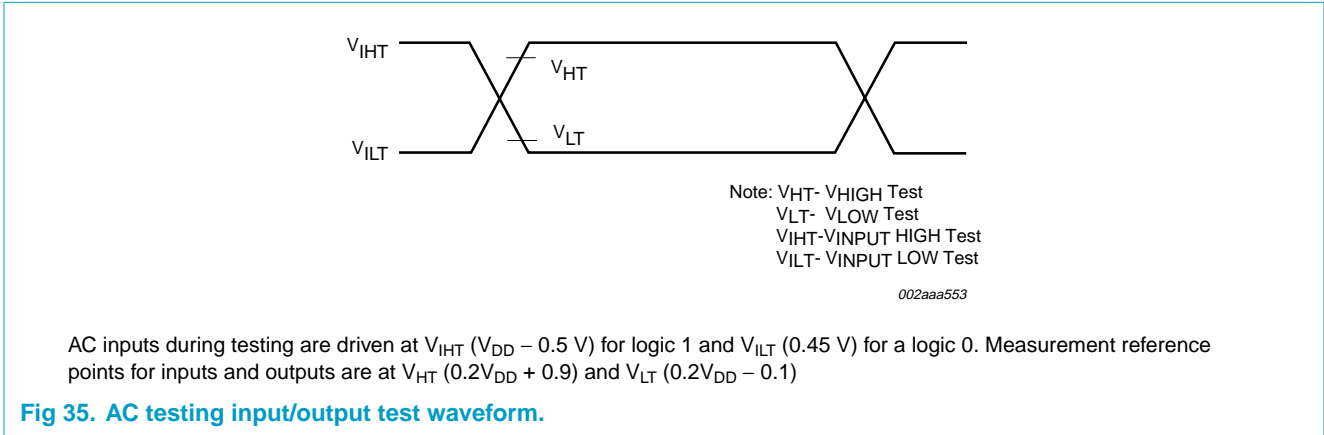 VIHT
VHT
VLT
VILT
Note: VHT- VHIGH Test
VLT- VLOW Test
VIHT-VINPUT HIGH Test
VILT- VINPUT LOW Test
002aaa553
AC inputs during testing are driven at VIHT (VDD − 0.5 V) for logic 1 and VILT (0.45 V) for a logic 0. Measurement reference
points for inputs and outputs are at VHT (0.2VDD + 0.9) and VLT (0.2VDD − 0.1)
Fig 35. AC testing input/output test waveform.